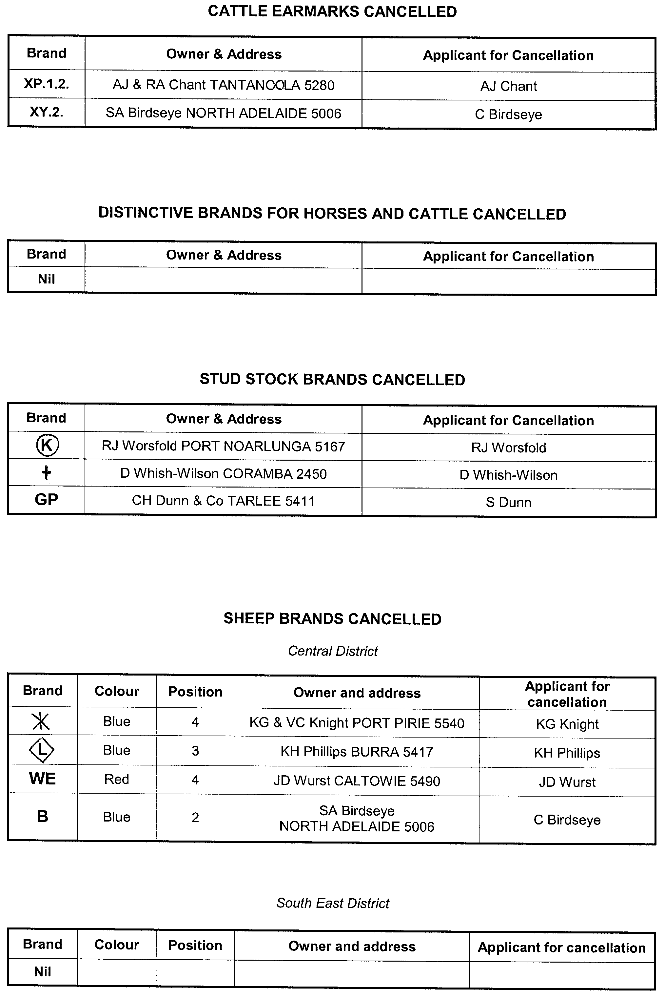 CATTLE EARMARKS CANCELLED
Brand Owner & Address Applicant for Cancellation
XP.1.2. AJ & RA Chant TANTANOOLA 5280 AJ Chant
XY.2. SA Birdseye NORTH ADELAIDE 5006 C Birdseye
DISTINCTIVE BRANDS FOR HORSES AND CATTLE CANCELLED
Brand Owner & Address Applicant for Cancellation
Nil
STUD STOCK BRANDS CANCELLED
Brand Owner & Address Applicant for Cancellation
K RJ Worsfold PORT NOARLUNGA 5167 RJ Worsfold
D Whish-Wilson CORAMBA 2450 D Whish-Wilson
GP CH Dunn & Co TARLEE 5411 S Dunn
SHEEP BRANDS CANCELLED
Central District
Brand Colour Position Owner and address Applicant for
cancellation
Blue 4 KG & VC Knight PORT PIRIE 5540 KG Knight
L Blue 3 KH Phillips BURRA 5417 KH Phillips
WE Red 4 JD Wurst CALTOWIE 5490 JD Wurst
B Blue 2 SA Birdseye
NORTH ADELAIDE 5006 C Birdseye
South East District
Brand Colour Position Owner and address Applicant for cancellation
Nil